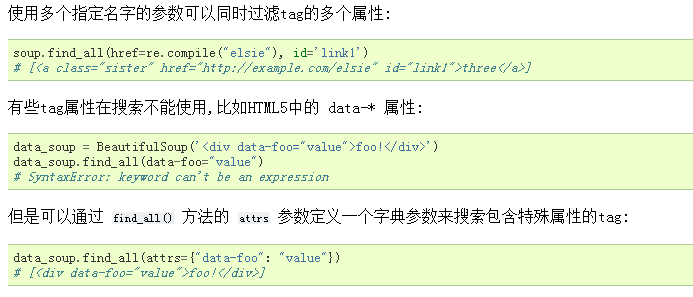 使用多个指定名字的参数可以同时过滤tag的多个属性:
soup.find_all(href=re.compile("elsie"), id='link1')
# [<a class="sister" href="http://example.com/elsie" id="link1">three</a>]
有些tag属性在搜索不能使用,比如HTML5中的 data-* 属性:
data_soup = BeautifulSoup('<div data-foo="value">foo!</div>')
data_soup.find_all(data-foo="value")
# SyntaxError: keyword can't be an expression
但是可以通过 find_all() 方法的 attrs 参数定义一个字典参数来搜索包含特殊属性的tag:
data_soup.find_all(attrs={"data-foo": "value"})
# [<div data-foo="value">foo!</div>]